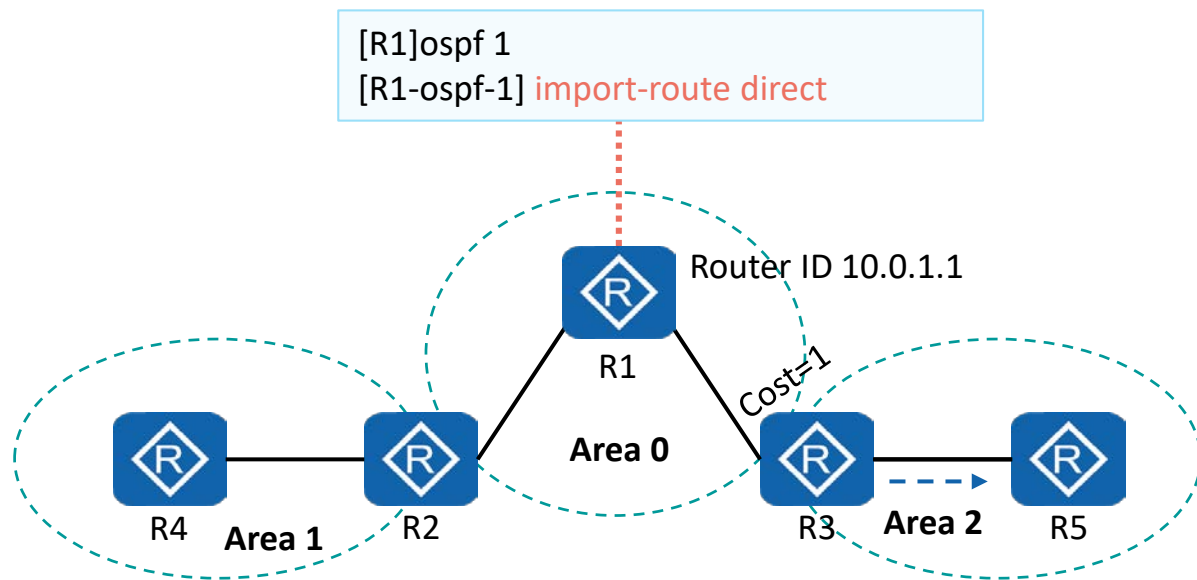 [R1]ospf 1
[R1-ospf-1] import-route direct
R
Router ID 10.0.1.1
R1
Cost=1
Area 0
R
R4
Area 1
R
R2
R
R3
Area 2
R
R5